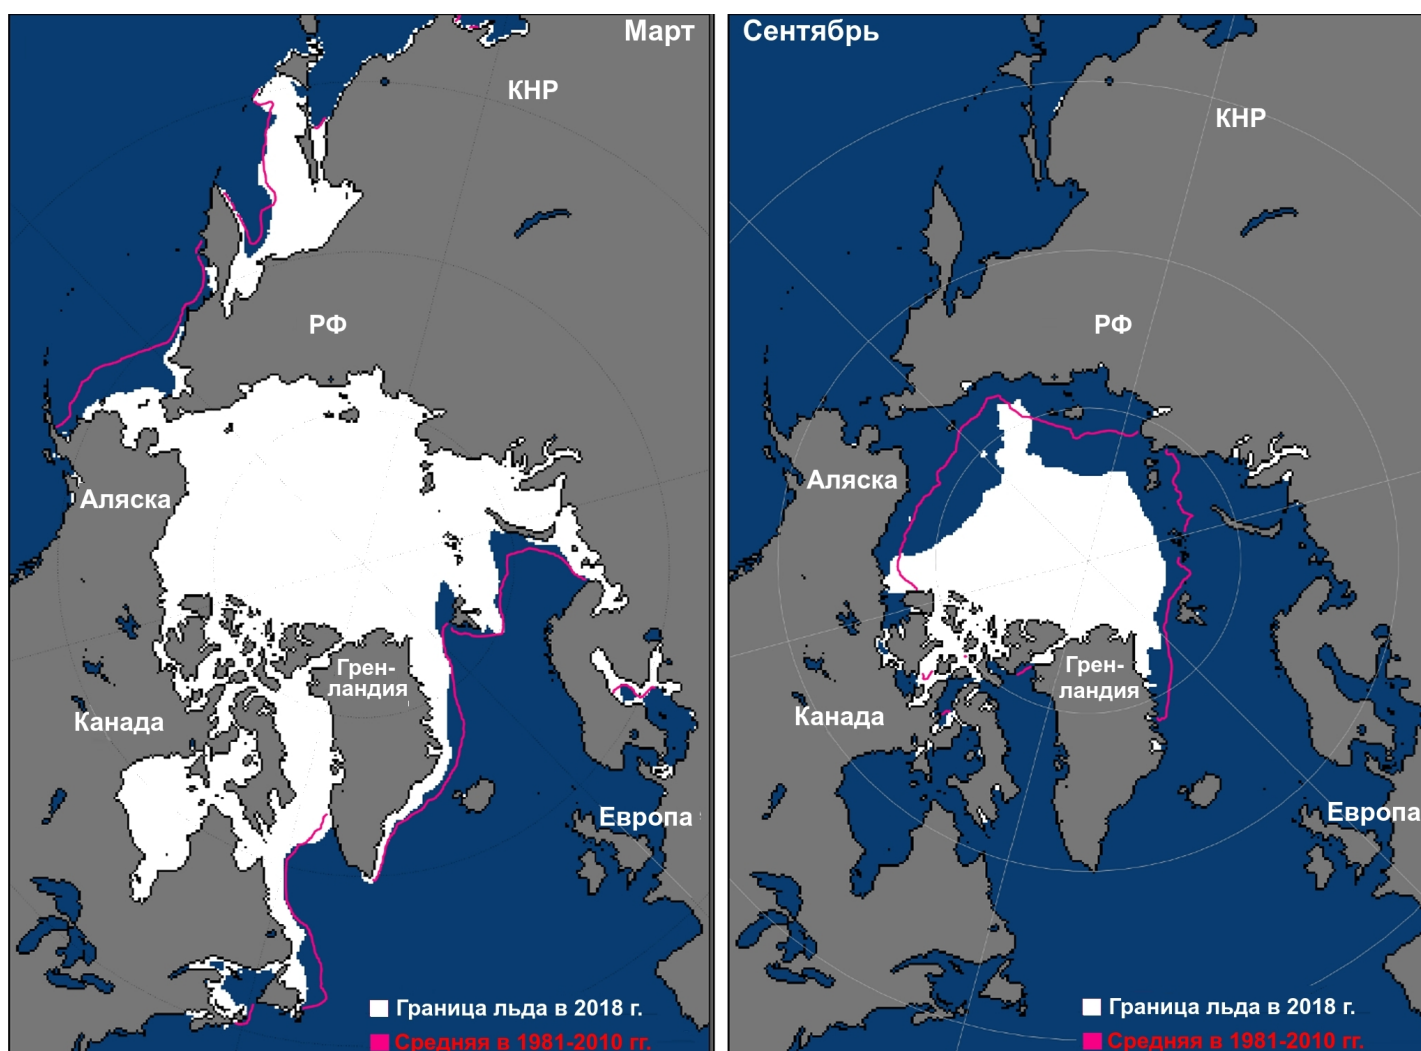 Март
КНР
РФ
Аляска
Грен-
ландия
Канада
Европа
Граница льда в 2018 г.
Средняя в 1981-2010 гг.
Сентябрь
КНР
РФ
Аляска
Грен-
ландия
Канада
Европа
Граница льда в 2018 г.
Средняя в 1981-2010 гг.